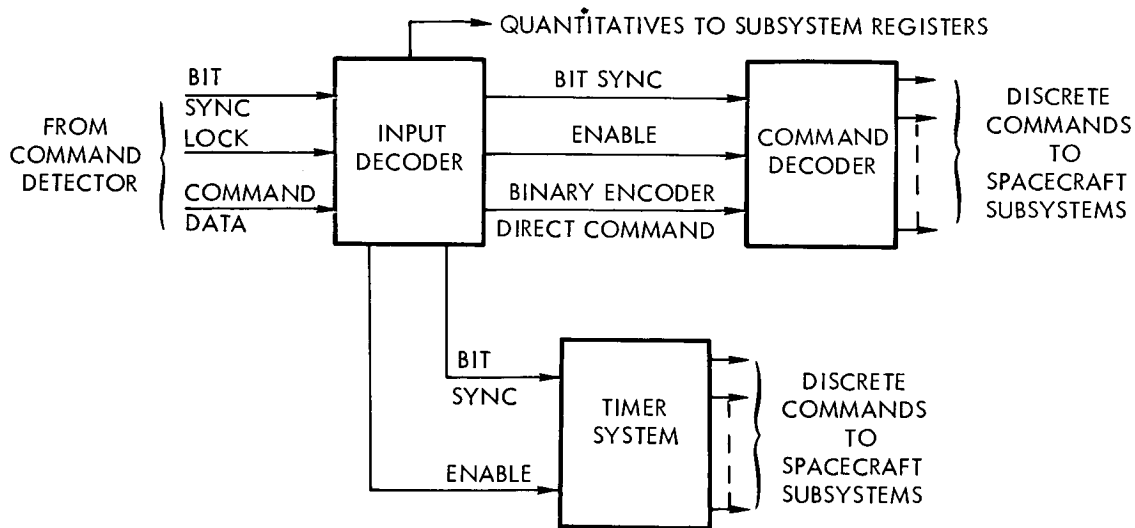 QUANTITATIVES TO SUBSYSTEM REGISTERS
FROM
COMMAND
DETECTOR
BIT
SYNC
LOCK
COMMAND
DATA
INPUT
DECODER
BIT SYNC
ENABLE
BINARY ENCODER
DIRECT COMMAND
COMMAND
DECODER
DISCRETE
COMMANDS
TO
SPACECRAFT
SUBSYSTEMS
BIT
SYNC
ENABLE
TIMER
SYSTEM
DISCRETE
COMMANDS
TO
SPACECRAFT
SUBSYSTEMS